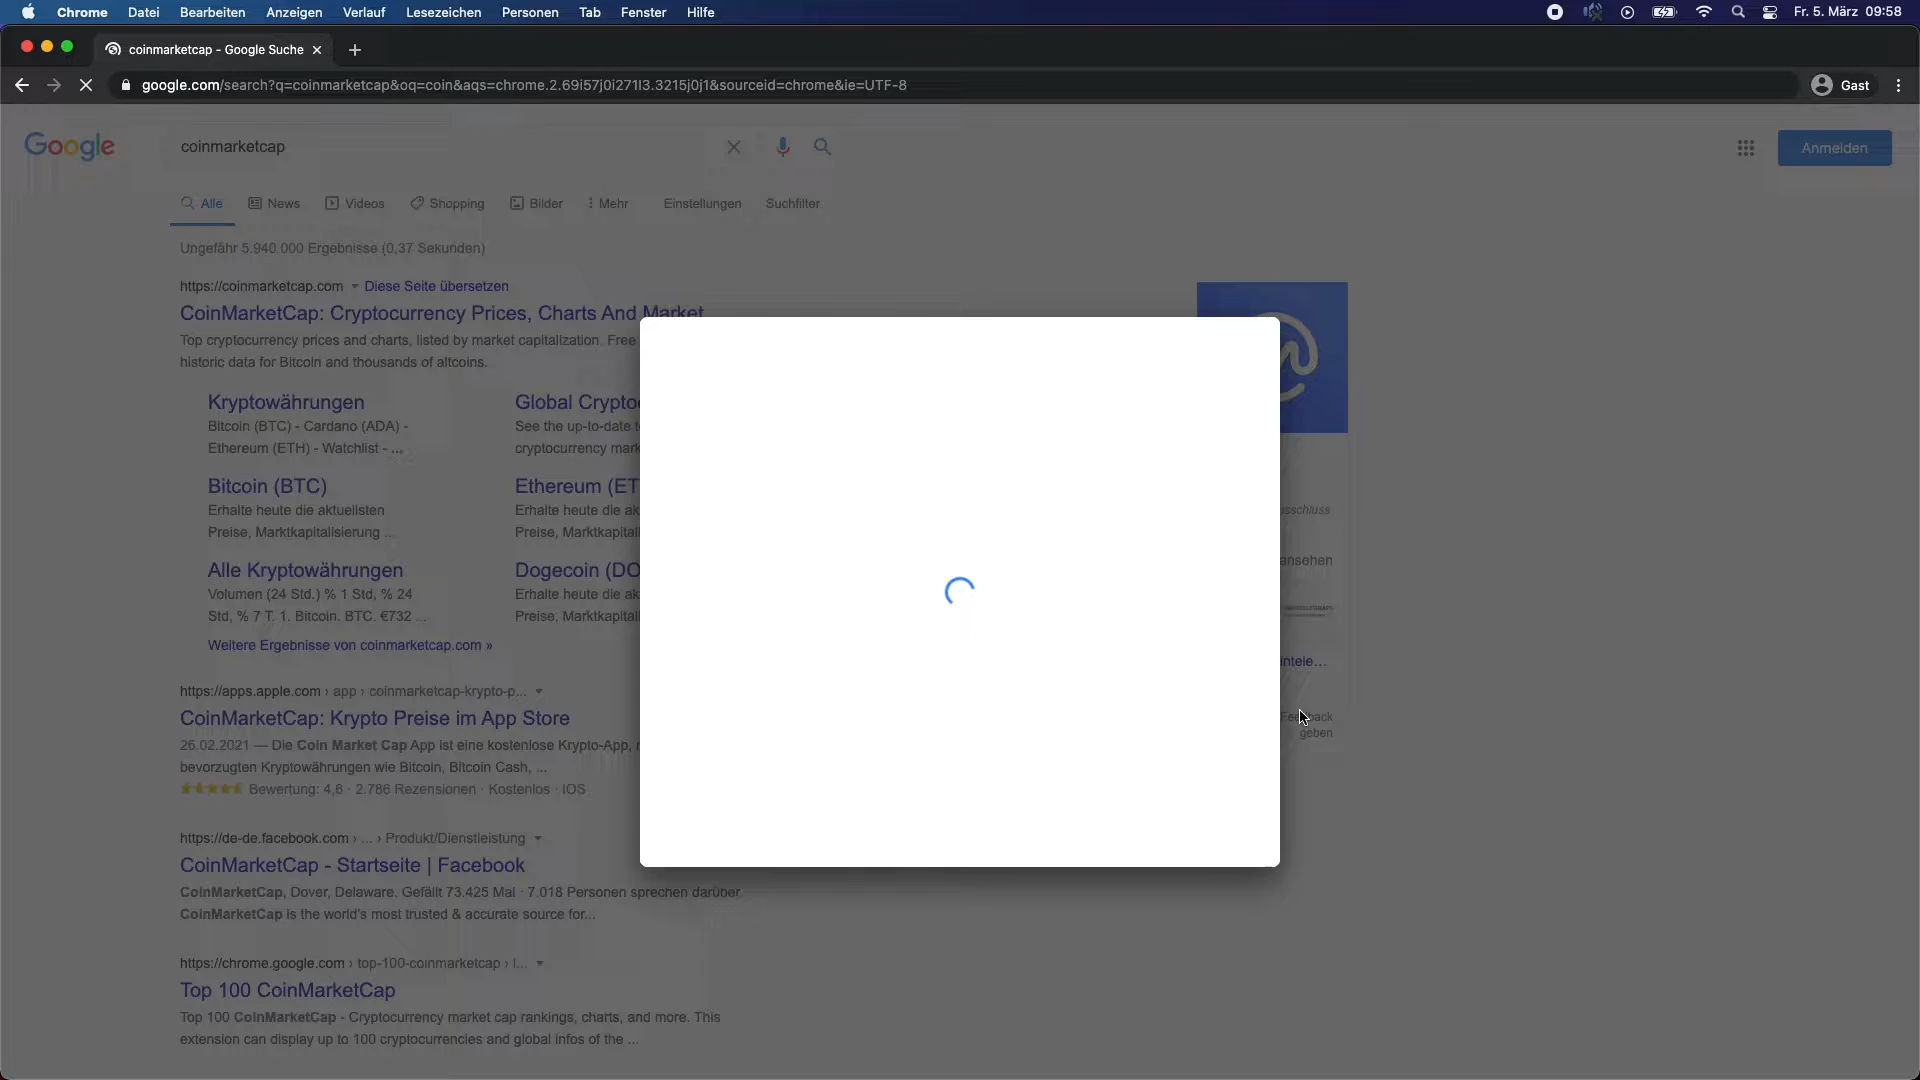 Chrome Datei Bearbeiten Anzeigen Verlauf Lesezeichen Personen Tab Fenster Hilfe Fr. 5. März 09:58
coinmarketcap - Google Suche
google.com/search?q=coinmarketcap&oq=coin&aqs=chrome.2.69i57j0i271l3.3215j0j1&sourceid=chrome&ie=UTF-8 Gast
Google coinmarketcap Anmelden
Alle News Videos Shopping Bilder Mehr Einstellungen Suchfilter
Ungefähr 5.940.000 Ergebnisse (0,37 Sekunden)
https://coinmarketcap.com Diese Seite übersetzen
CoinMarketCap: Cryptocurrency Prices, Charts And Market
Top cryptocurrency prices and charts, listed by market capitalization. Free
historic data for Bitcoin and thousands of altcoins.
Kryptowährungen
Bitcoin (BTC) - Cardano (ADA) -
Ethereum (ETH) - Watchlist - ...
Global Crypto
See the up-to-date
cryptocurrency mark
Bitcoin (BTC)
Erhalte heute die aktuellsten
Preise, Marktkapitalisierung ...
Ethereum (ET
Erhalte heute die ak
Preise, Marktkapital
Alle Kryptowährungen
Volumen (24 Std.) % 1 Std, % 24
Std, % 7 T. 1. Bitcoin. BTC. €732 ...
Dogecoin (DO
Erhalte heute die ak
Preise, Marktkapital
Weitere Ergebnisse von coinmarketcap.com »
https://apps.apple.com › app › coinmarketcap-krypto-p...
CoinMarketCap: Krypto Preise im App Store
26.02.2021 — Die Coin Market Cap App ist eine kostenlose Krypto-App,
bevorzugten Kryptowährungen wie Bitcoin, Bitcoin Cash, ...
Bewertung: 4,6 · 2.786 Rezensionen · Kostenlos · iOS
https://de-de.facebook.com › ... › Produkt/Dienstleistung
CoinMarketCap - Startseite | Facebook
CoinMarketCap, Dover, Delaware. Gefällt 73.425 Mal · 7.018 Personen sprechen darüber.
CoinMarketCap is the world's most trusted & accurate source for...
https://chrome.google.com › top-100-coinmarketcap › l...
Top 100 CoinMarketCap
Top 100 CoinMarketCap - Cryptocurrency market cap rankings, charts, and more. This
extension can display up to 100 cryptocurrencies and global infos of the ...
sschluss
ansehen
intele...
Feedback
geben